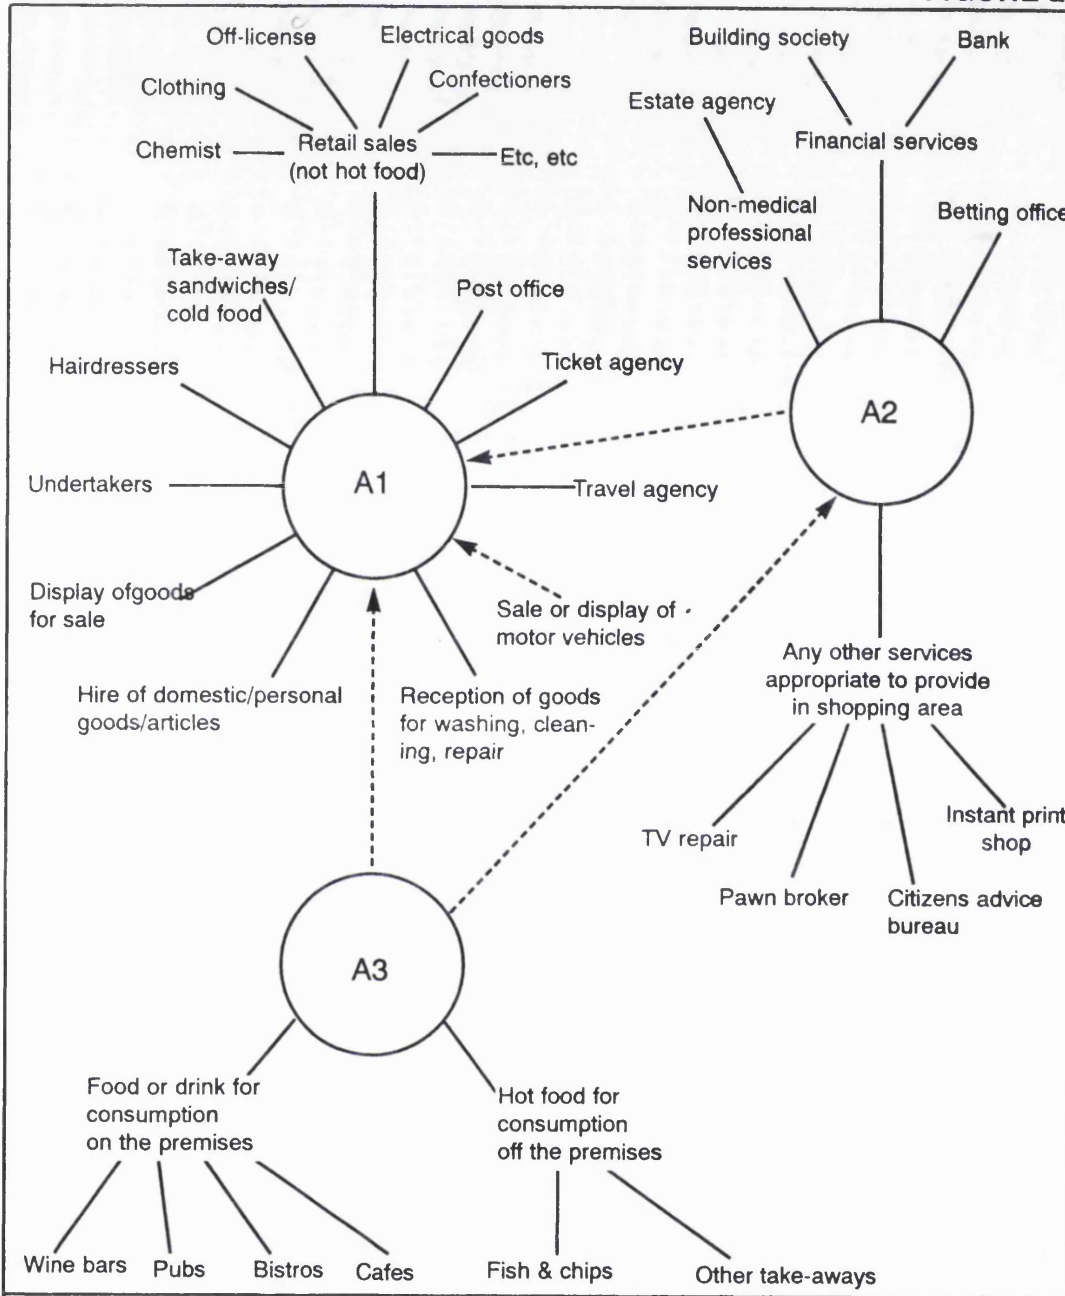 Off-license
Electrical goods
Clothing
Confectioners
Chemist
Retail sales
(not hot food)
Etc, etc
Building society
Bank
Estate agency
Financial services
Non-medical
professional
services
Betting office
Take-away
sandwiches/
cold food
Post office
Hairdressers
Ticket agency
A2
Undertakers
A1
Travel agency
Display ofgoods
for sale
Sale or display of
motor vehicles
Hire of domestic/personal
goods/articles
Reception of goods
for washing, clean-
ing, repair
Any other services
appropriate to provide
in shopping area
TV repair
Instant print
shop
Pawn broker
Citizens advice
bureau
A3
Food or drink for
consumption
on the premises
Hot food for
consumption
off the premises
Wine bars
Pubs
Bistros
Cafes
Fish & chips
Other take-aways